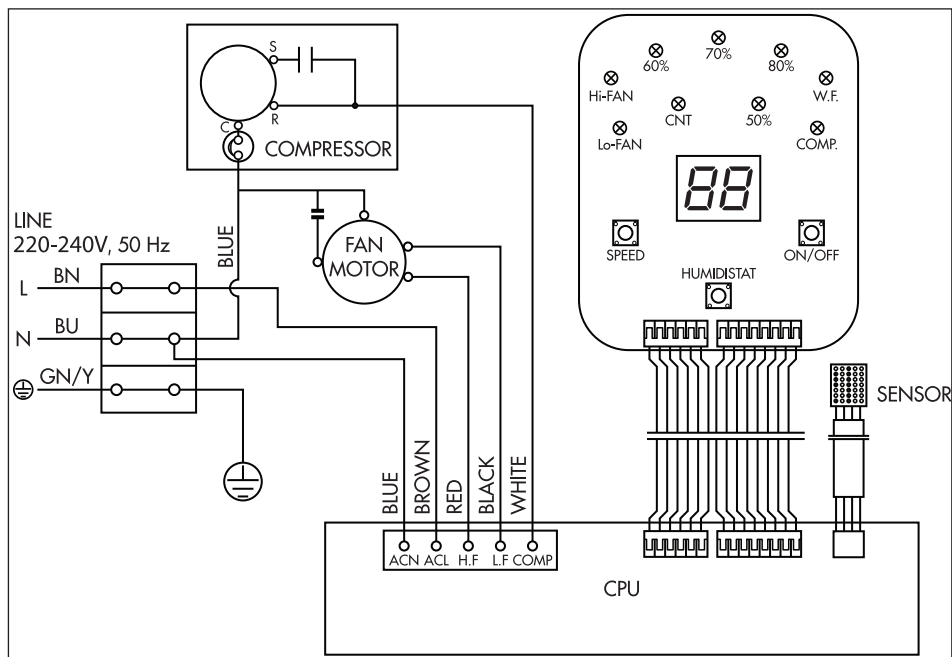 S
R
C
COMPRESSOR
BLUE
FAN
MOTOR
LINE
220-240V, 50 Hz
L BN
N BU
GN/Y
70%
60% 80%
Hi-FAN W.F.
CNT 50%
Lo-FAN COMP.
88
SPEED ON/OFF
HUMIDISTAT
SENSOR
BLUE
BROWN
RED
BLACK
WHITE
ACN ACL H.F L.F COMP
CPU